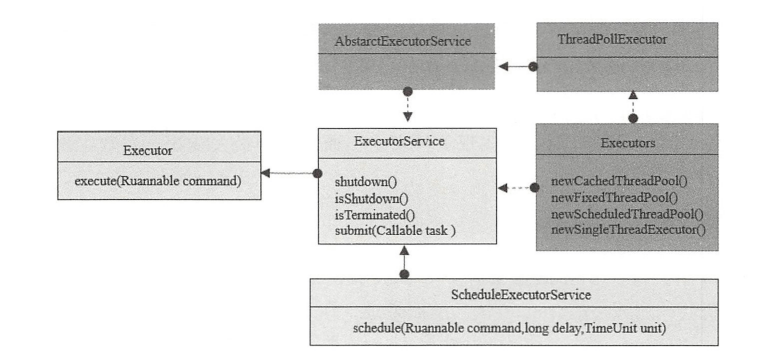 AbstarctExecutorService
ThreadPollExecutor
Executor
execute(Ruannable command)
ExecutorService
shutdown()
isShutdown()
isTerminated()
submit(Callable task )
Executors
newCachedThreadPool()
newFixedThreadPool()
newScheduledThreadPool()
newSingleThreadExecutor()
ScheduleExecutorService
schedule(Ruannable command,long delay,TimeUnit unit)